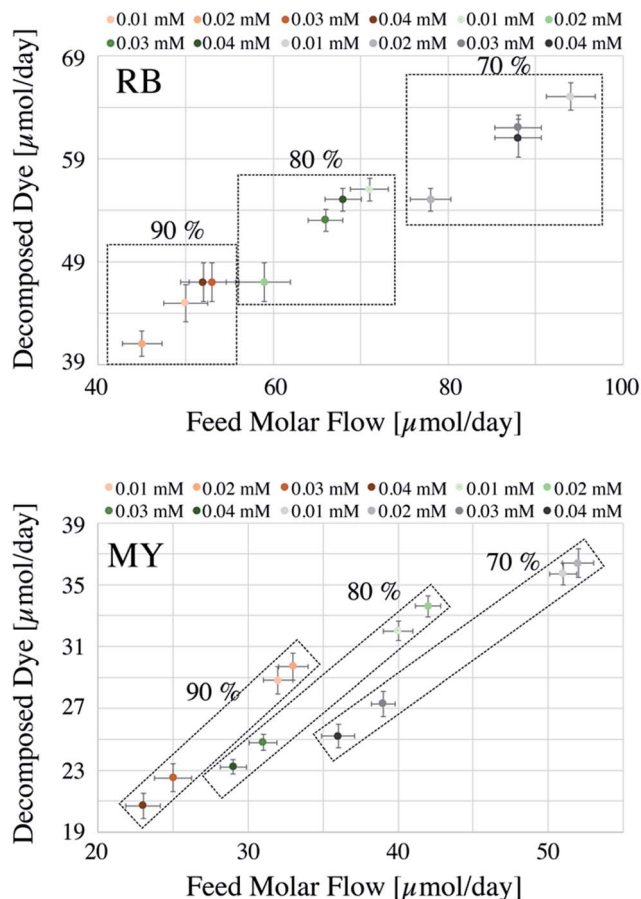 0.01 mM 0.02 mM 0.03 mM 0.04 mM 0.01 mM 0.02 mM
0.03 mM 0.04 mM 0.01 mM 0.02 mM 0.03 mM 0.04 mM
69
RB
70 %
59
80 %
90 %
49
39
Decomposed Dye [µmol/day]
40 60 80 100
Feed Molar Flow [µmol/day]
0.01 mM 0.02 mM 0.03 mM 0.04 mM 0.01 mM 0.02 mM
0.03 mM 0.04 mM 0.01 mM 0.02 mM 0.03 mM 0.04 mM
39
MY
70 %
35
80 %
31
90 %
27
23
19
Decomposed Dye [µmol/day]
20 30 40 50
Feed Molar Flow [µmol/day]